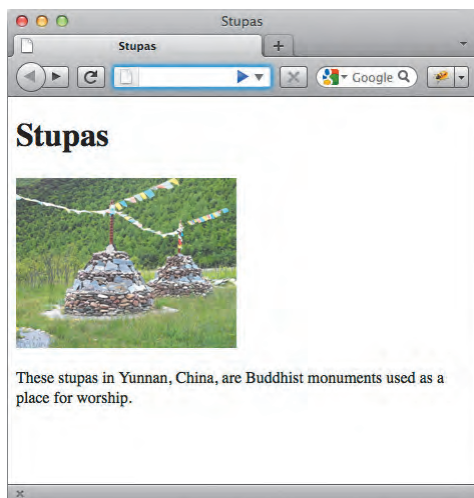 Stupas
Stupas
Google
Stupas
These stupas in Yunnan, China, are Buddhist monuments used as a
place for worship.